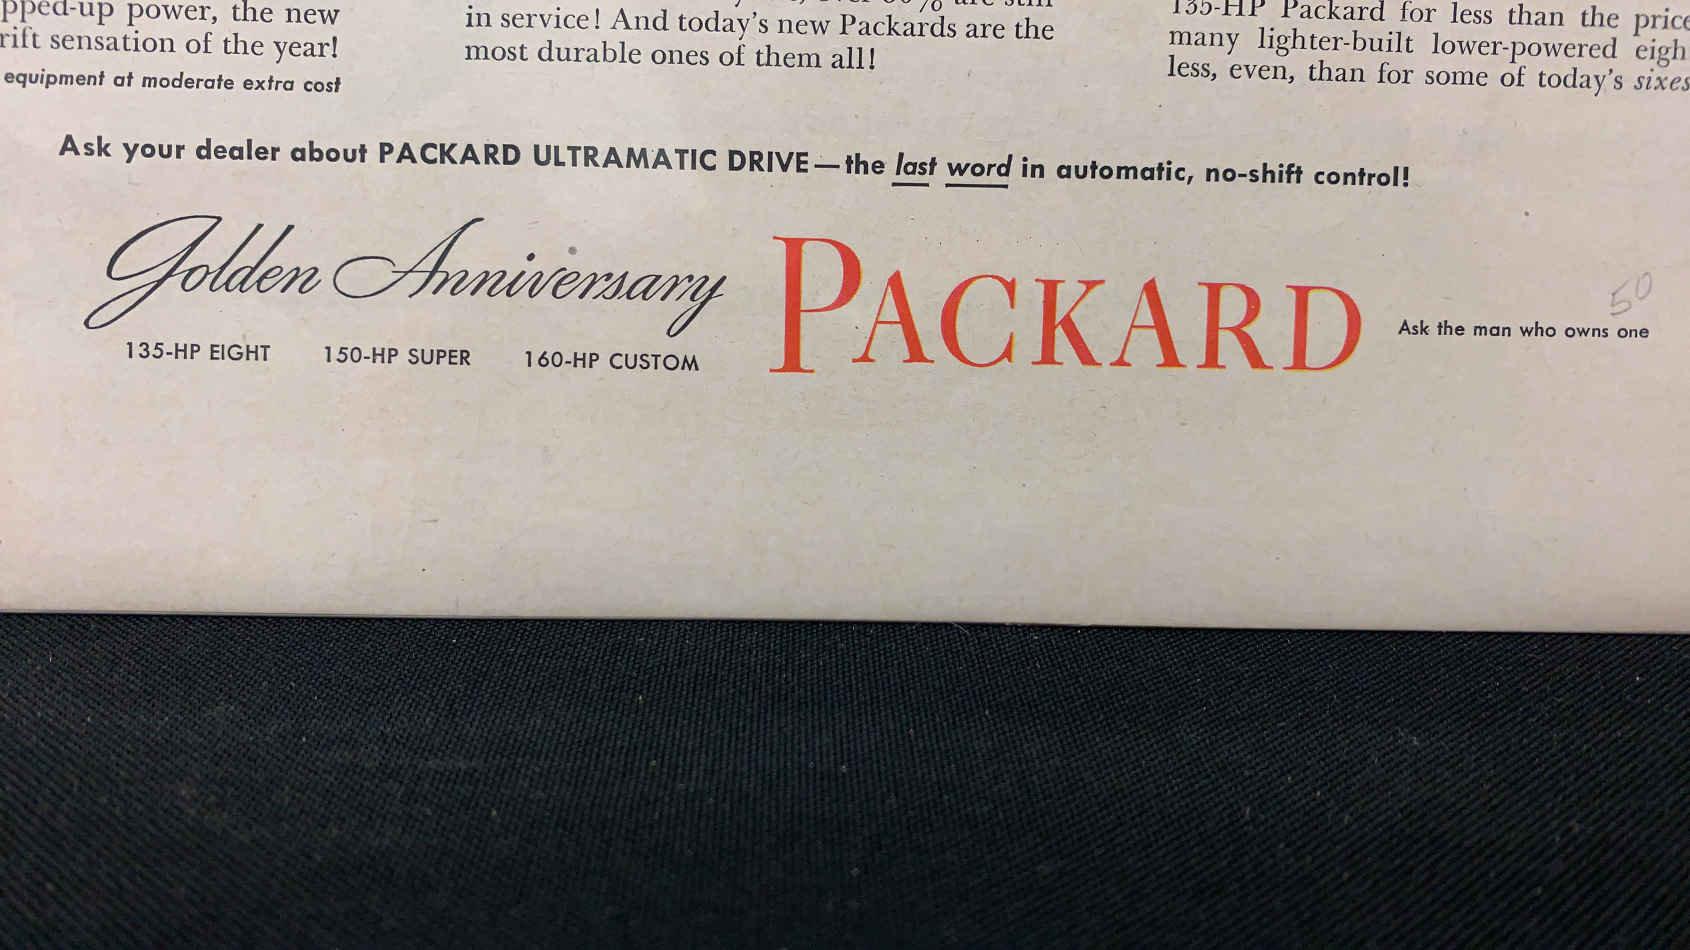 power, the new
sensation of the year!
equipment at moderate extra cost
in service! And today's new Packards are the
most durable ones of them all!
135-HP Packard for less than the price
many lighter-built lower-powered
less, even, than for some of today's sixes
Ask your dealer about PACKARD ULTRAMATIC DRIVE—the last word in automatic, no-shift control!
Golden Anniversary PACKARD Ask the man who owns one
50
135-HP EIGHT 150-HP SUPER 160-HP CUSTOM